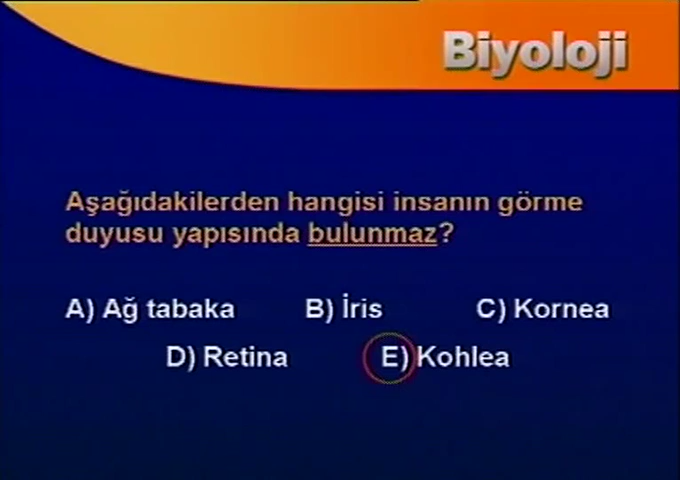 Biyoloji
Aşağıdakilerden hangisi insanın görme
duyusu yapısında bulunmaz?
A) Ağ tabaka B) İris C) Kornea
D) Retina E) Kohlea